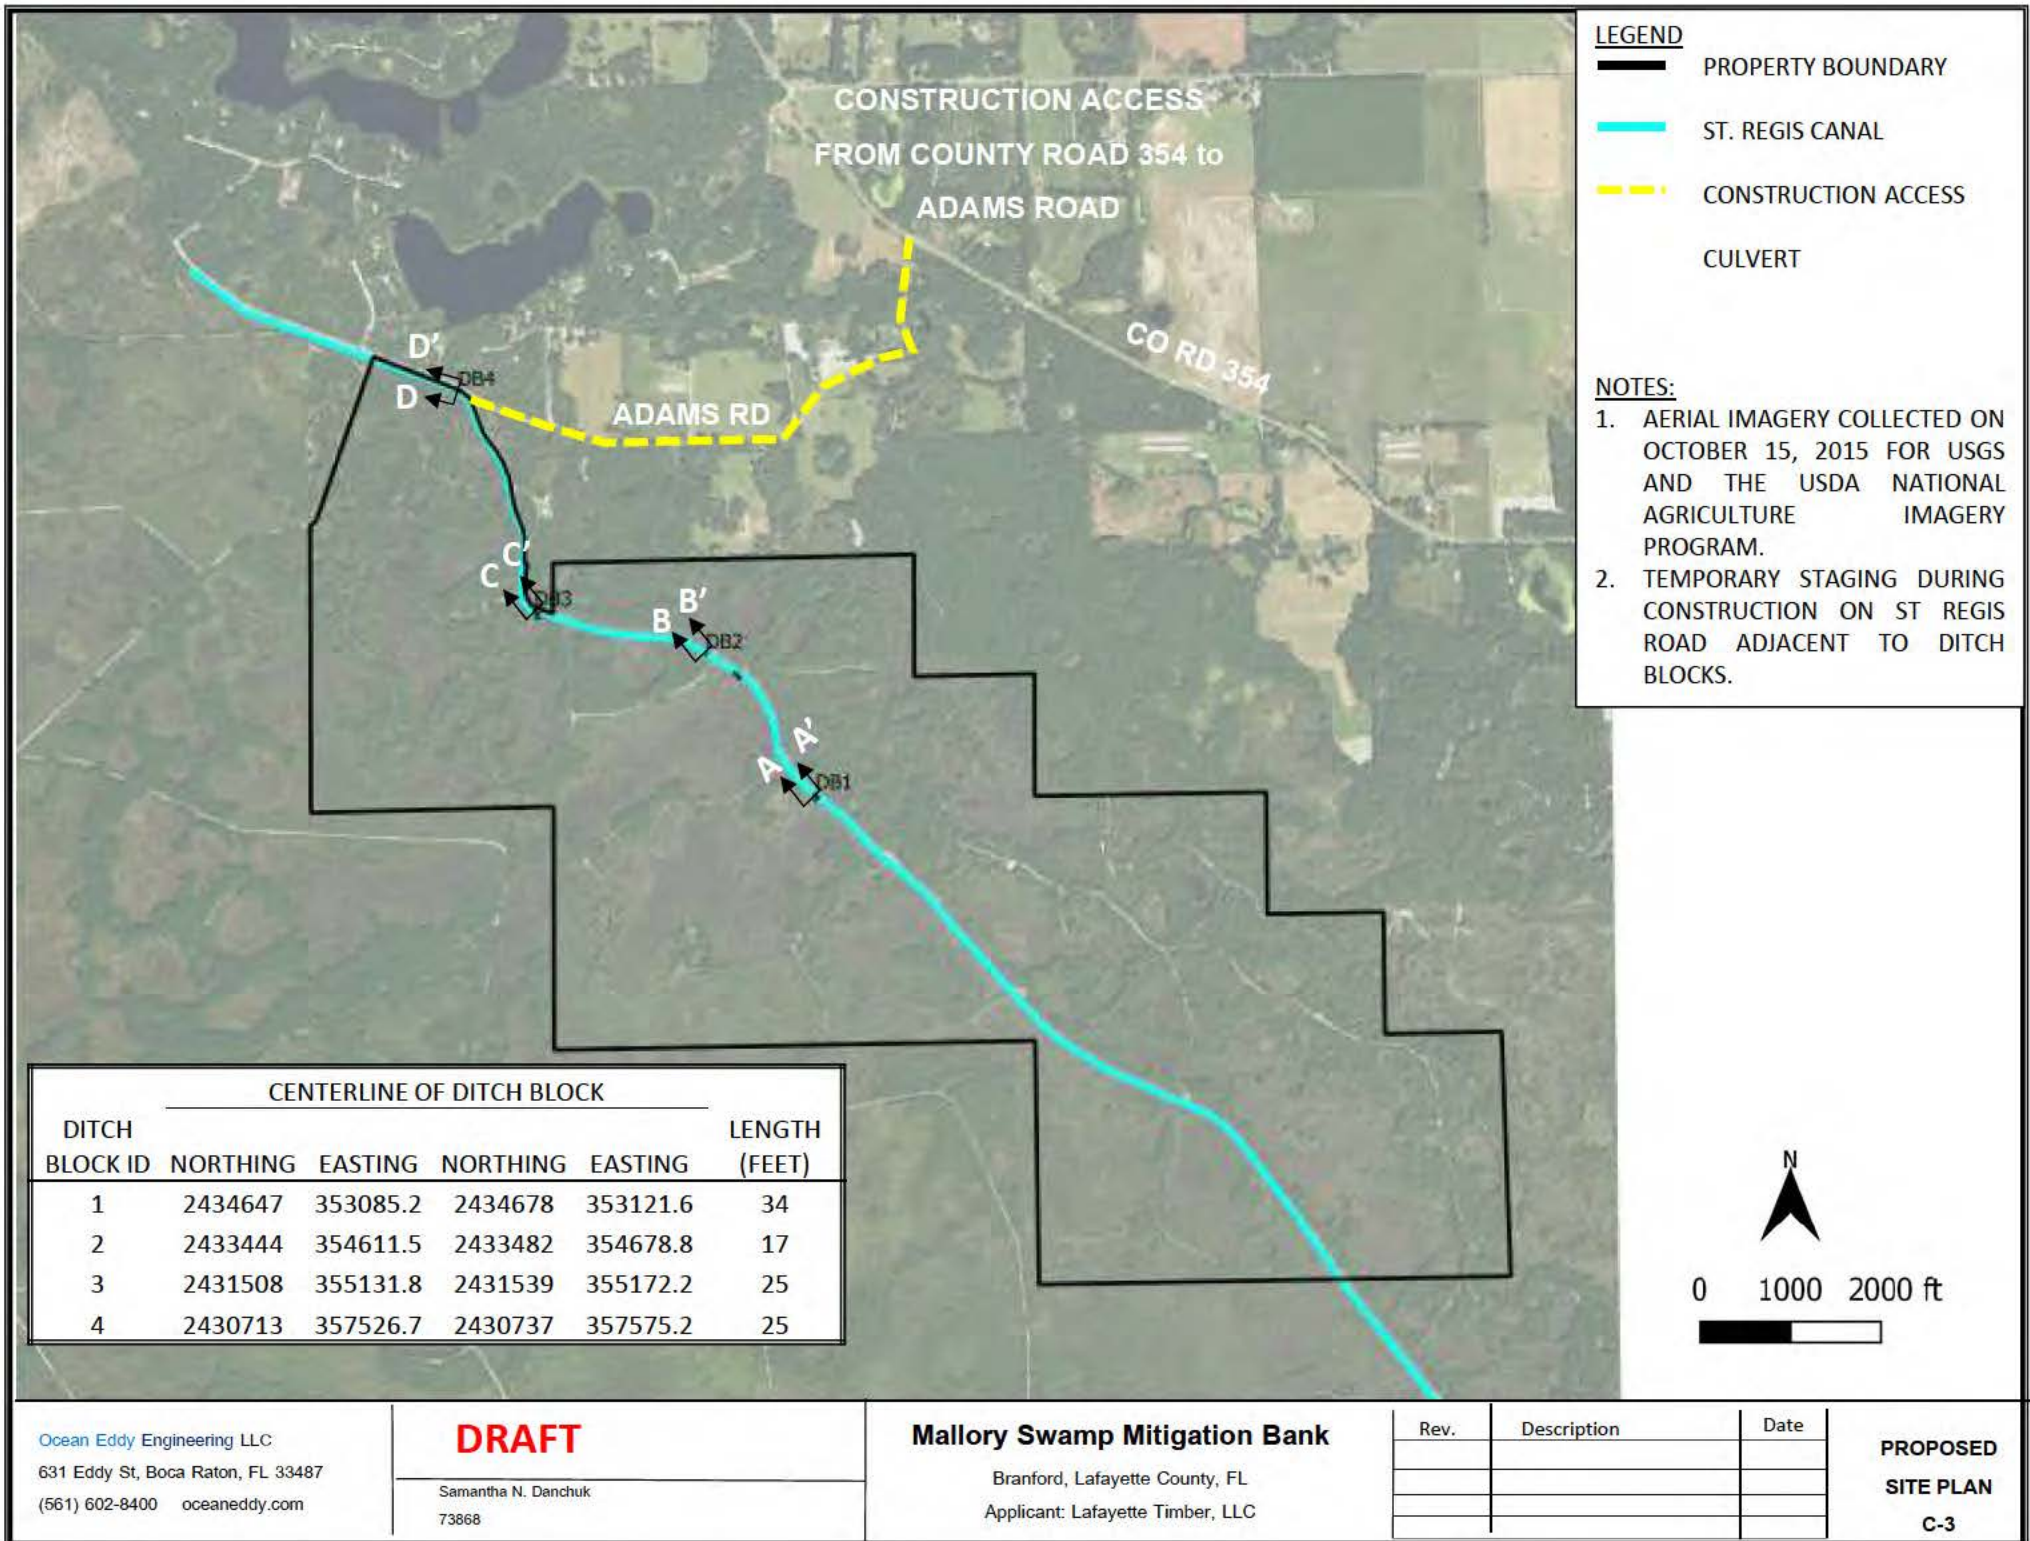 CONSTRUCTION ACCESS
FROM COUNTY ROAD 354 to
ADAMS ROAD
CO RD 354
ADAMS RD
D'
D
DB4
C'
C
DB3
B'
B
DB2
A'
A
DB1
LEGEND
PROPERTY BOUNDARY
ST. REGIS CANAL
CONSTRUCTION ACCESS
CULVERT
NOTES:
1. AERIAL IMAGERY COLLECTED ON
OCTOBER 15, 2015 FOR USGS
AND THE USDA NATIONAL
AGRICULTURE IMAGERY
PROGRAM.
2. TEMPORARY STAGING DURING
CONSTRUCTION ON ST REGIS
ROAD ADJACENT TO DITCH
BLOCKS.
N
0 1000 2000 ft
CENTERLINE OF DITCH BLOCK
DITCH LENGTH
BLOCK ID NORTHING EASTING NORTHING EASTING (FEET)
1 2434647 353085.2 2434678 353121.6 34
2 2433444 354611.5 2433482 354678.8 17
3 2431508 355131.8 2431539 355172.2 25
4 2430713 357526.7 2430737 357575.2 25
Ocean Eddy Engineering LLC
631 Eddy St, Boca Raton, FL 33487
(561) 602-8400 oceaneddy.com
DRAFT
Samantha N. Danchuk
73868
Mallory Swamp Mitigation Bank
Branford, Lafayette County, FL
Applicant: Lafayette Timber, LLC
Rev. Description Date
PROPOSED
SITE PLAN
C-3